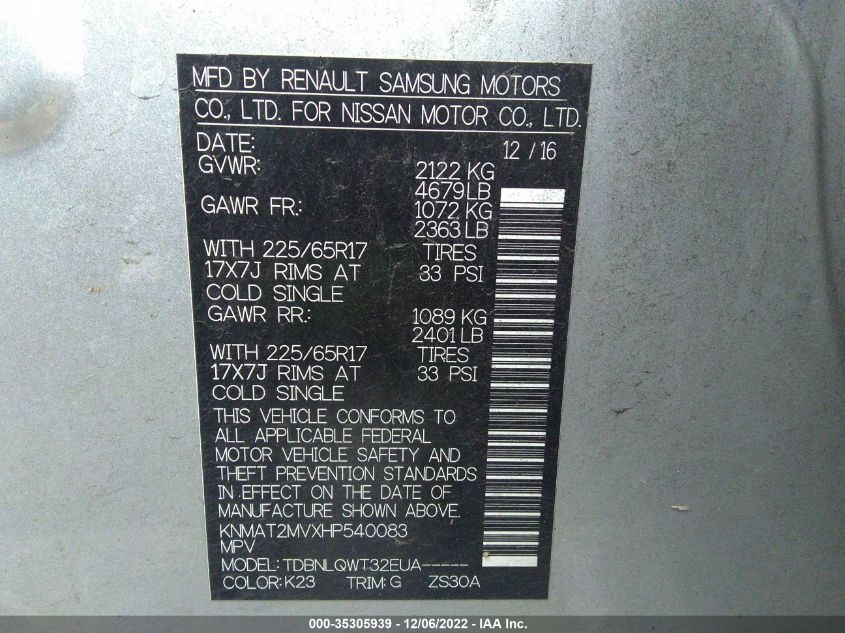 MFD BY RENAULT SAMSUNG MOTORS
CO., LTD. FOR NISSAN MOTOR CO., LTD.
DATE: 12 / 16
GVWR: 2122 KG
4679 LB
GAWR FR.: 1072 KG
2363 LB
WITH 225/65R17 TIRES
17X7J RIMS AT 33 PSI
COLD SINGLE
GAWR RR.: 1089 KG
2401 LB
WITH 225/65R17 TIRES
17X7J RIMS AT 33 PSI
COLD SINGLE
THIS VEHICLE CONFORMS TO
ALL APPLICABLE FEDERAL
MOTOR VEHICLE SAFETY AND
THEFT PREVENTION STANDARDS
IN EFFECT ON THE DATE OF
MANUFACTURE SHOWN ABOVE.
KNMAT2MVXHP540083
MPV
MODEL: TDBNLQWT32EUA-----
COLOR: K23 TRIM: G ZS30A
000-35305939 - 12/06/2022 - IAA Inc.